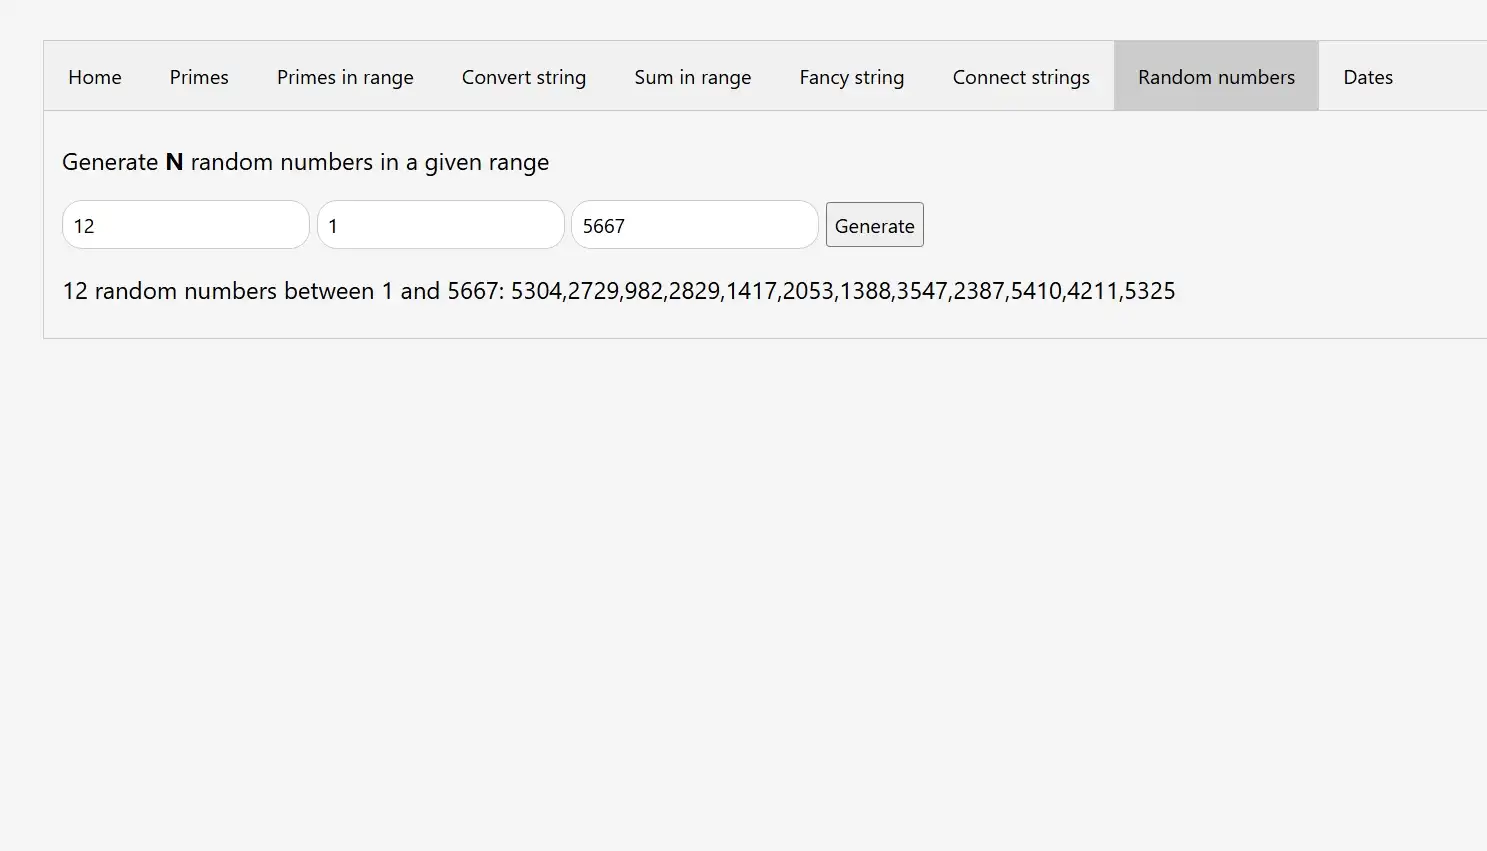 Home Primes Primes in range Convert string Sum in range Fancy string Connect strings Random numbers Dates
Generate N random numbers in a given range
12 1 5667 Generate
12 random numbers between 1 and 5667: 5304,2729,982,2829,1417,2053,1388,3547,2387,5410,4211,5325